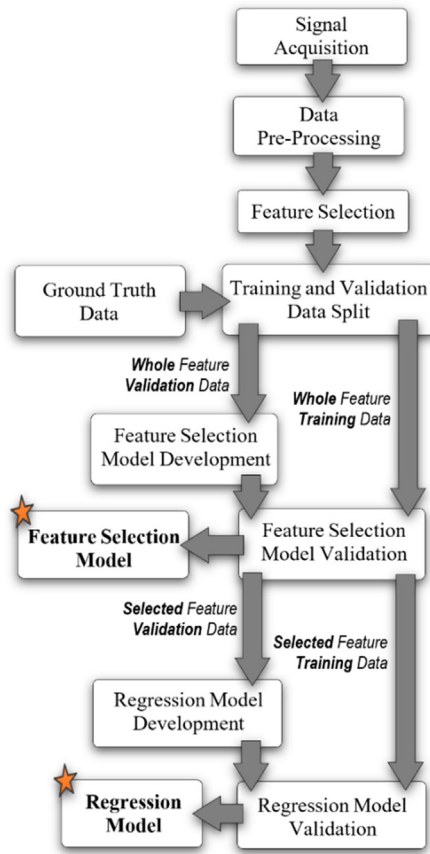 Signal
Acquisition
Data
Pre-Processing
Feature Selection
Ground Truth
Data
Training and Validation
Data Split
Whole Feature
Validation Data
Whole Feature
Training Data
Feature Selection
Model Development
Feature Selection
Model
Feature Selection
Model Validation
Selected Feature
Validation Data
Selected Feature
Training Data
Regression Model
Development
Regression
Model
Regression Model
Validation